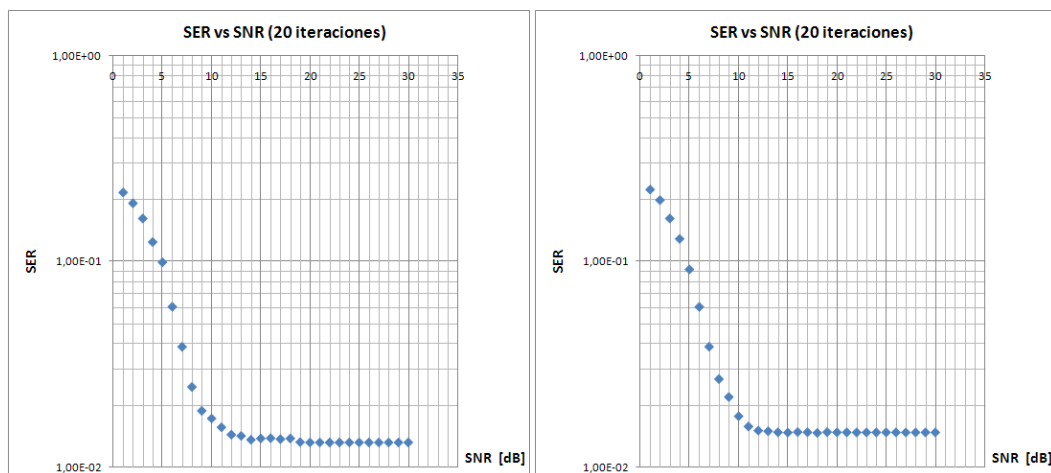 SER vs SNR (20 iteraciones)
1,00E+00
0 5 10 15 20 25 30 35
SER
1,00E-01
1,00E-02
SNR [dB]
SER vs SNR (20 iteraciones)
1,00E+00
0 5 10 15 20 25 30 35
SER
1,00E-01
1,00E-02
SNR [dB]